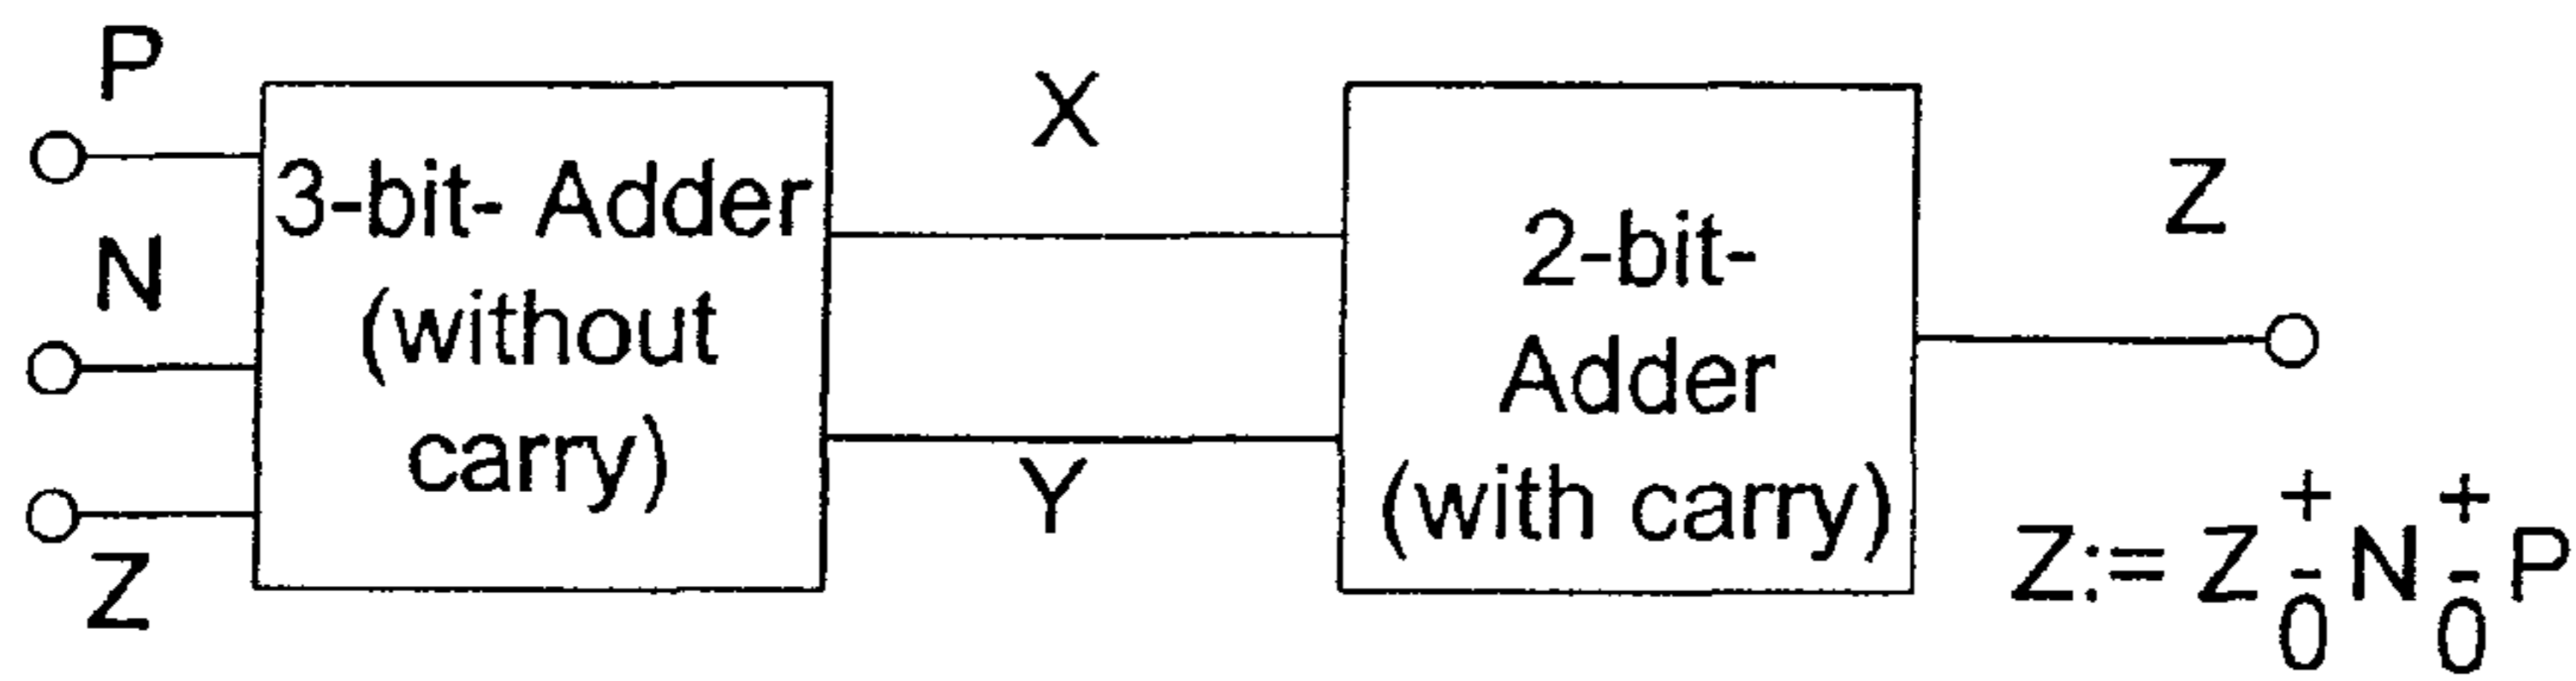 P
N
Z
3-bit- Adder
(without
carry)
X
Y
2-bit-
Adder
(with carry)
Z
Z:= Z + - 0 N + - 0 P